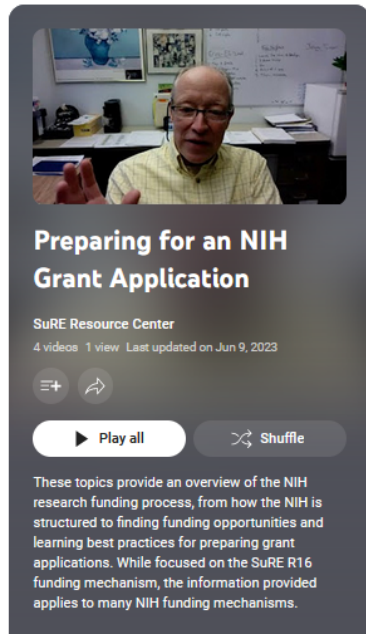 Preparing for an NIH
Grant Application
SuRE Resource Center
4 videos 1 view Last updated on Jun 9, 2023
Play all
Shuffle
These topics provide an overview of the NIH
research funding process, from how the NIH is
structured to finding funding opportunities and
learning best practices for preparing grant
applications. While focused on the SuRE R16
funding mechanism, the information provided
applies to many NIH funding mechanisms.